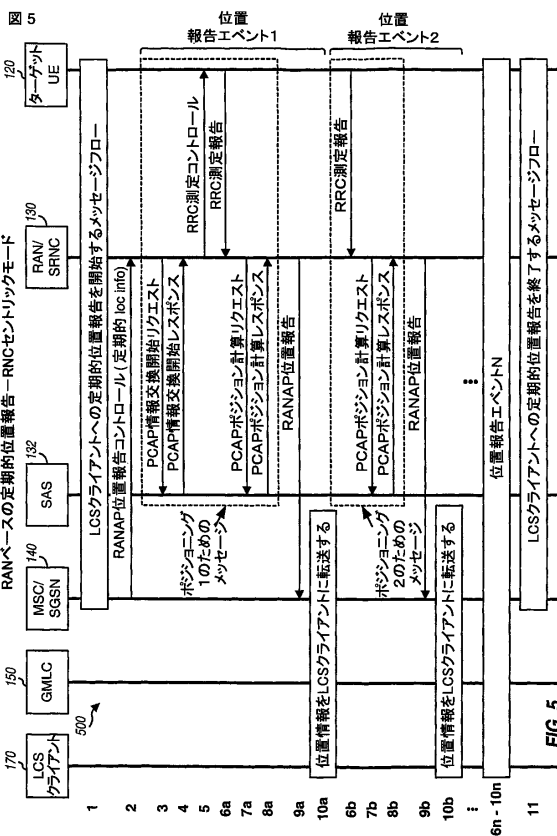 図 5
RANベースの定期的位置報告－RNCセントリックモード
170
LCS
クライアント
150
GMLC
140
MSC/
SGSN
132
SAS
130
RAN/
SRNC
120
ターゲット
UE
500
1
LCSクライアントへの定期的位置報告を開始するメッセージフロー
2
RANAP位置報告コントロール(定期的 loc info)
3
PCAP情報交換開始リクエスト
4
PCAP情報交換開始レスポンス
5
RRC測定コントロール
6a
RRC測定報告
7a
PCAPポジション計算リクエスト
8a
PCAPポジション計算レスポンス
ポジショニング
1のための
メッセージ
位置
報告イベント1
9a
RANAP位置報告
10a
位置情報をLCSクライアントに転送する
6b
RRC測定報告
7b
PCAPポジション計算リクエスト
8b
PCAPポジション計算レスポンス
ポジショニング
2のための
メッセージ
位置
報告イベント2
9b
RANAP位置報告
10b
位置情報をLCSクライアントに転送する
6n - 10n
位置報告イベントN
11
LCSクライアントへの定期的位置報告を終了するメッセージフロー
FIG. 5